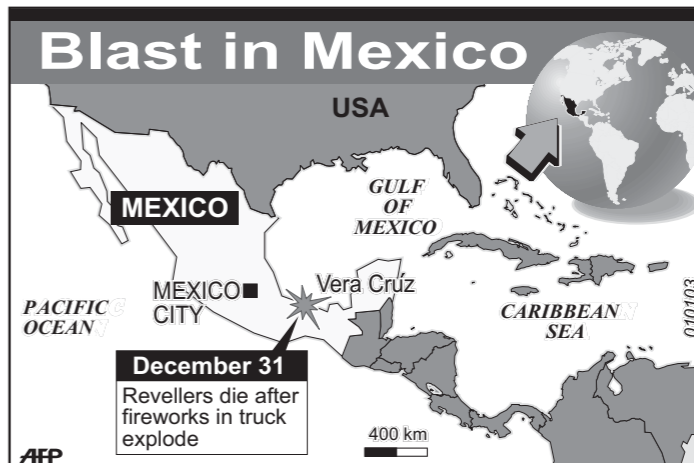 Blast in Mexico
USA
GULF
OF
MEXICO
MEXICO
MEXICO
CITY
Vera Crúz
PACIFIC
OCEAN
CARIBBEAN
SEA
010103
December 31
Revellers die after
fireworks in truck
explode
400 km
AFP